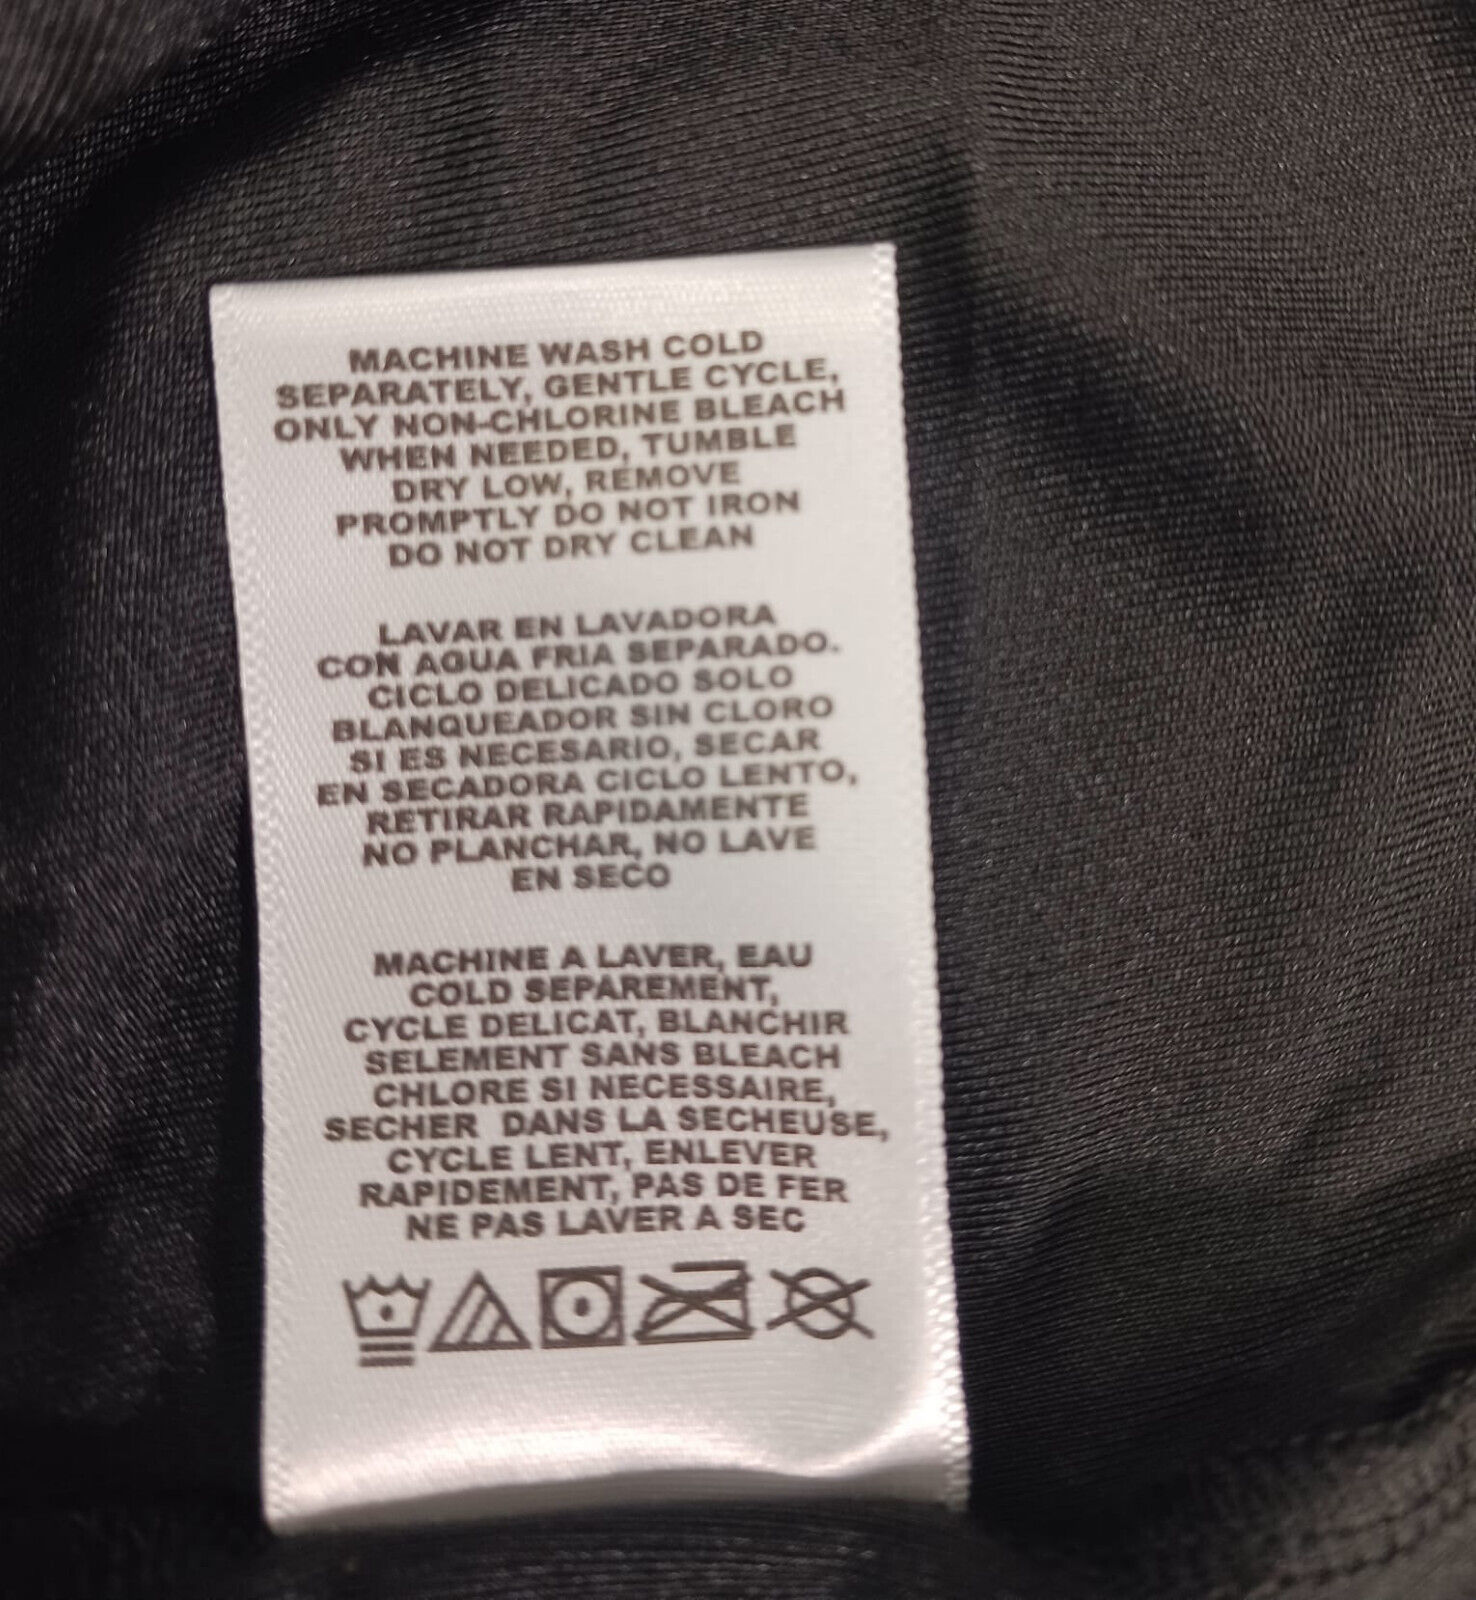 MACHINE WASH COLD
SEPARATELY, GENTLE CYCLE,
ONLY NON-CHLORINE BLEACH
WHEN NEEDED, TUMBLE
DRY LOW, REMOVE
PROMPTLY DO NOT IRON
DO NOT DRY CLEAN
LAVAR EN LAVADORA
CON AGUA FRIA SEPARADO.
CICLO DELICADO SOLO
BLANQUEADOR SIN CLORO
SI ES NECESARIO, SECAR
EN SECADORA CICLO LENTO,
RETIRAR RAPIDAMENTE
NO PLANCHAR, NO LAVE
EN SECO
MACHINE A LAVER, EAU
COLD SEPAREMENT,
CYCLE DELICAT, BLANCHIR
SELEMENT SANS BLEACH
CHLORE SI NECESSAIRE,
SECHER DANS LA SECHEUSE,
CYCLE LENT, ENLEVER
RAPIDEMENT, PAS DE FER
NE PAS LAVER A SEC